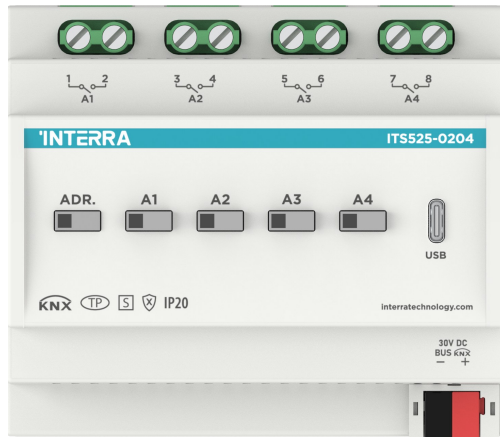 1 2 3 4 5 6 7 8
A1 A2 A3 A4
INTERRA ITS525-0204
ADR. A1 A2 A3 A4
USB
KNX TP S X IP20
interratechnology.com
30V DC
BUS KNX
− +